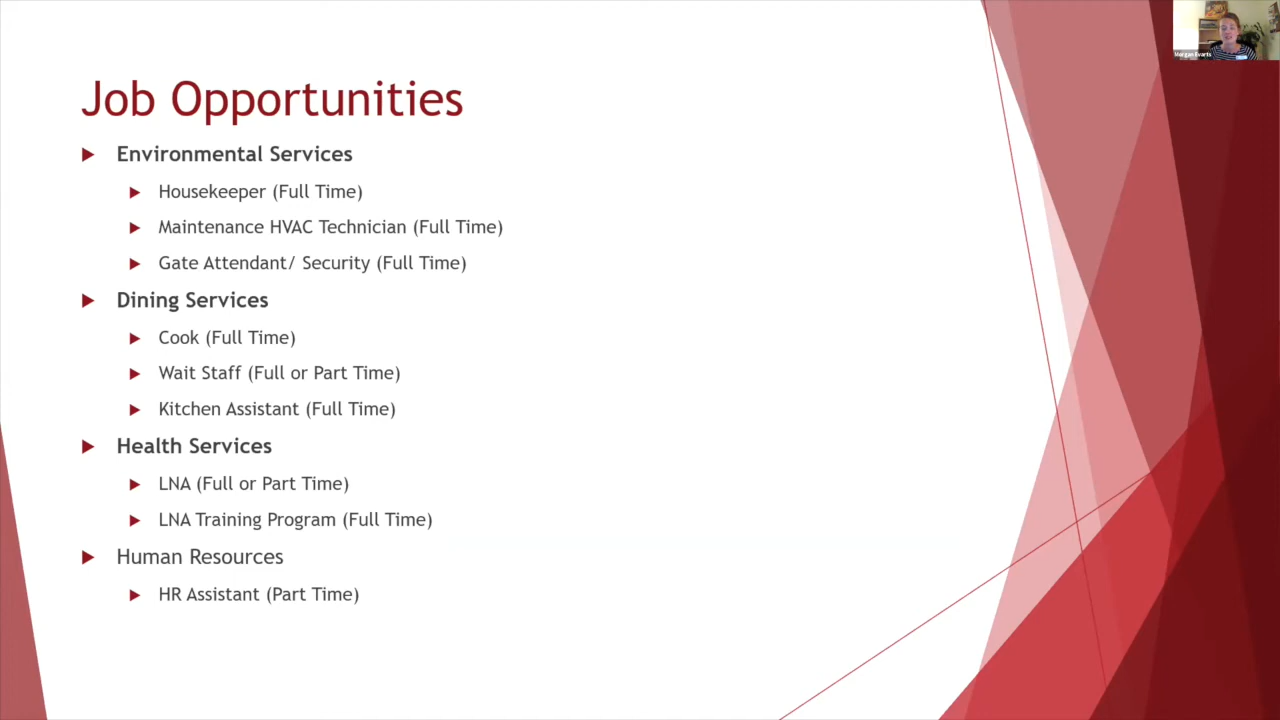 Job Opportunities
Environmental Services
Housekeeper (Full Time)
Maintenance HVAC Technician (Full Time)
Gate Attendant/ Security (Full Time)
Dining Services
Cook (Full Time)
Wait Staff (Full or Part Time)
Kitchen Assistant (Full Time)
Health Services
LNA (Full or Part Time)
LNA Training Program (Full Time)
Human Resources
HR Assistant (Part Time)
Morgan Evarts